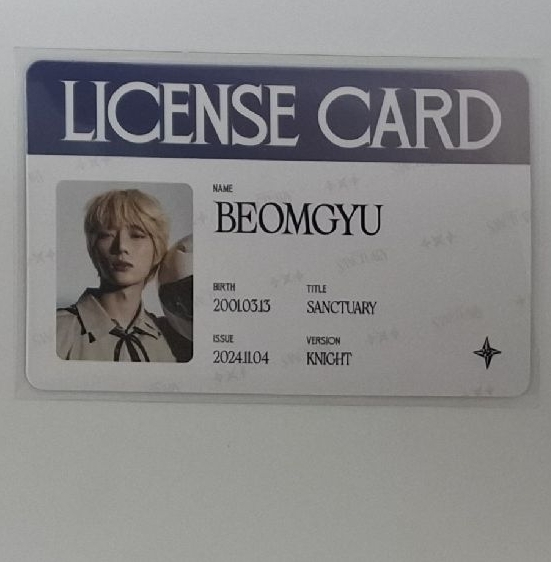 LICENSE CARD
NAME
BEOMGYU
BIRTH TITLE
2001.03.13 SANCTUARY
ISSUE VERSION
2024.11.04 KNIGHT